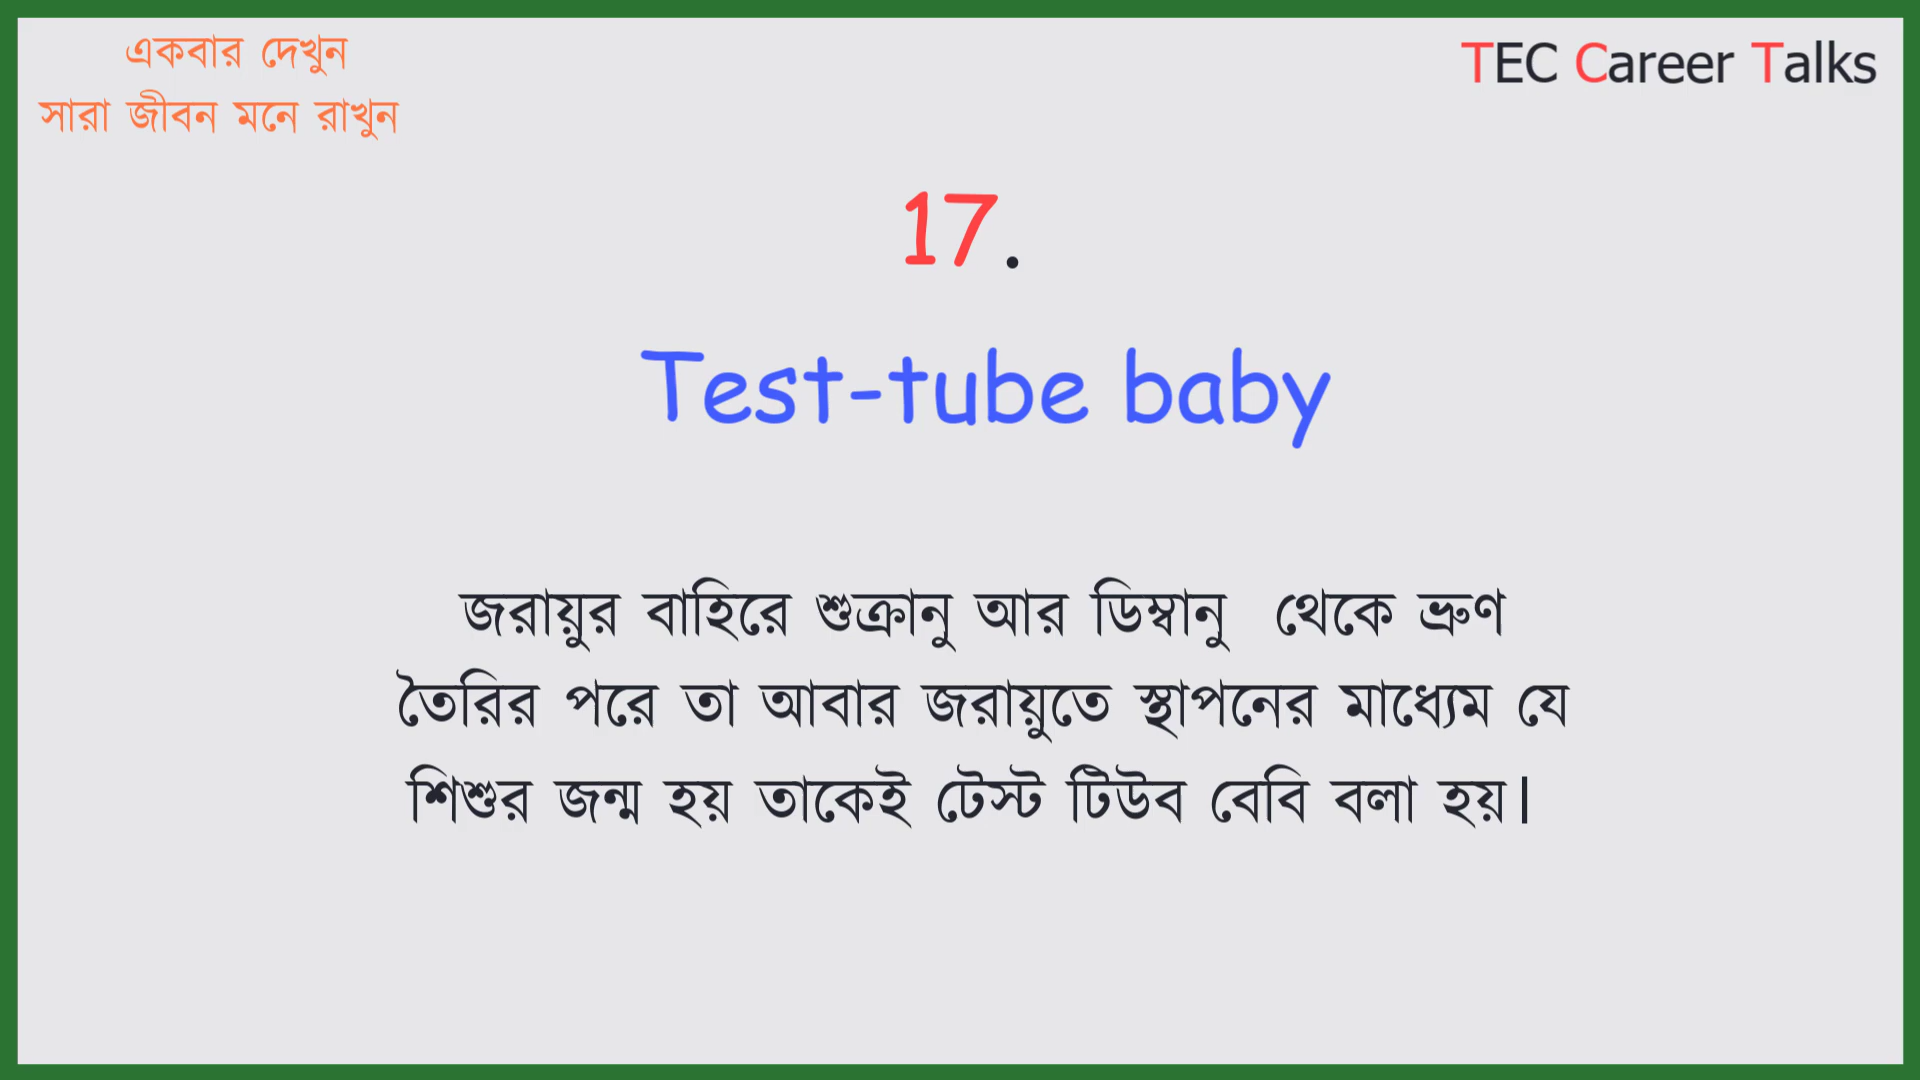 একবার দেখুন
সারা জীবন মনে রাখুন
TEC Career Talks
17.
Test-tube baby
জরায়ুর বাহিরে শুক্রানু আর ডিম্বানু থেকে ভ্রুণ
তৈরির পরে তা আবার জরায়ুতে স্থাপনের মাধ্যেম যে
শিশুর জন্ম হয় তাকেই টেস্ট টিউব বেবি বলা হয়।